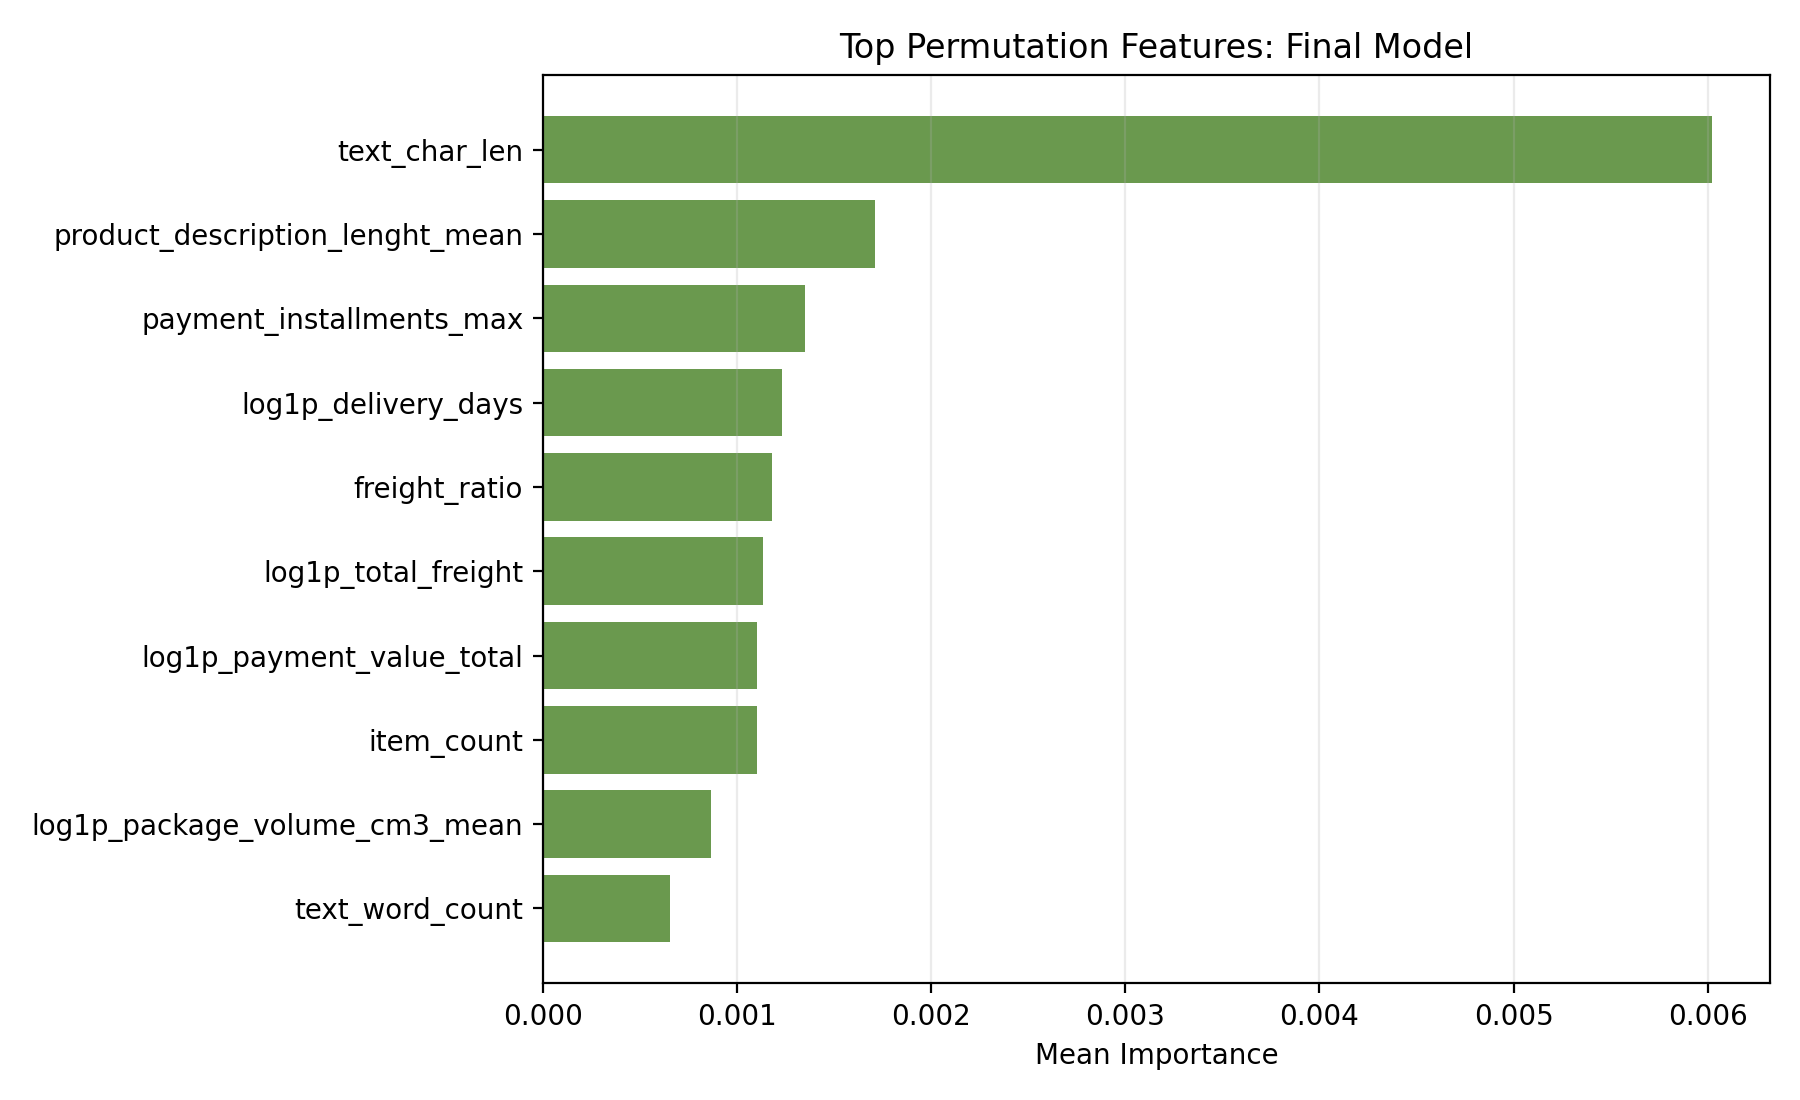 Top Permutation Features: Final Model
text_char_len
product_description_lenght_mean
payment_installments_max
log1p_delivery_days
freight_ratio
log1p_total_freight
log1p_payment_value_total
item_count
log1p_package_volume_cm3_mean
text_word_count
0.000 0.001 0.002 0.003 0.004 0.005 0.006
Mean Importance